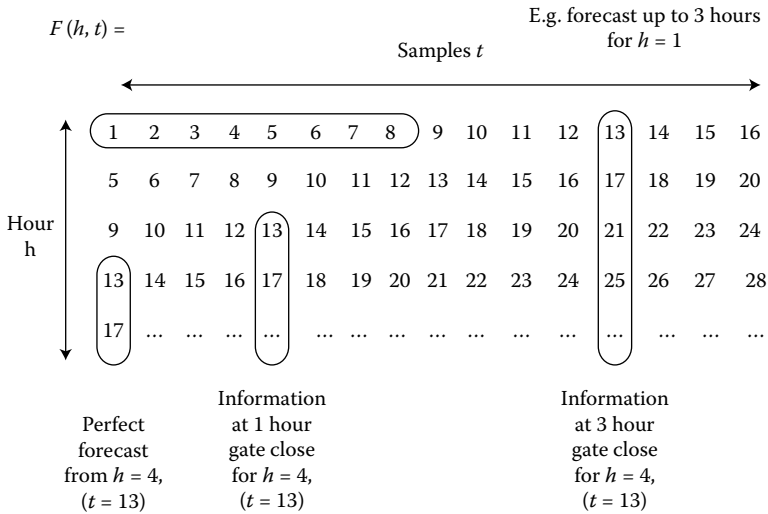 F (h, t) =
E.g. forecast up to 3 hours
for h = 1
Samples t
1 2 3 4 5 6 7 8 9 10 11 12 13 14 15 16
5 6 7 8 9 10 11 12 13 14 15 16 17 18 19 20
Hour
h
9 10 11 12 13 14 15 16 17 18 19 20 21 22 23 24
13 14 15 16 17 18 19 20 21 22 23 24 25 26 27 28
17 ... ... ... ... ... ... ... ... ... ... ... ... ... ... ...
Perfect
forecast
from h = 4,
(t = 13)
Information
at 1 hour
gate close
for h = 4,
(t = 13)
Information
at 3 hour
gate close
for h = 4,
(t = 13)